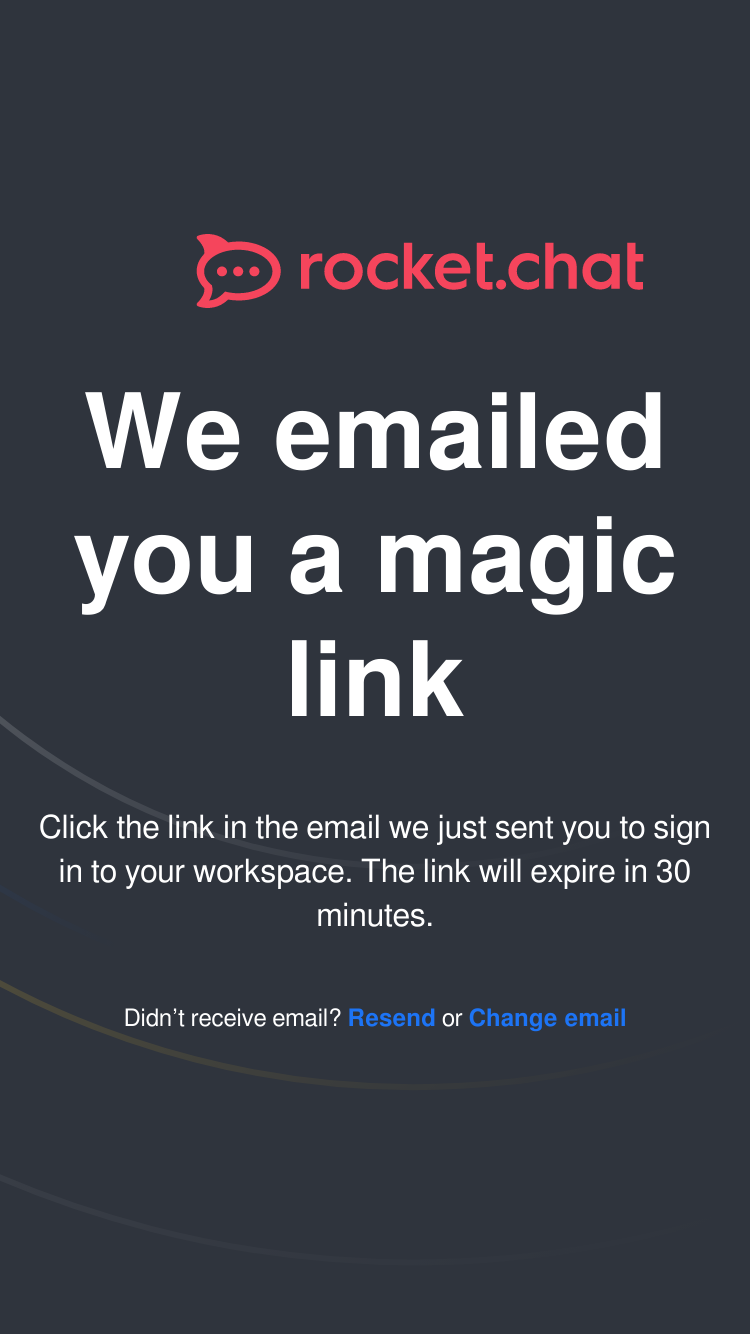 rocket.chat
We emailed
you a magic
link
Click the link in the email we just sent you to sign
in to your workspace. The link will expire in 30
minutes.
Didn’t receive email? Resend or Change email